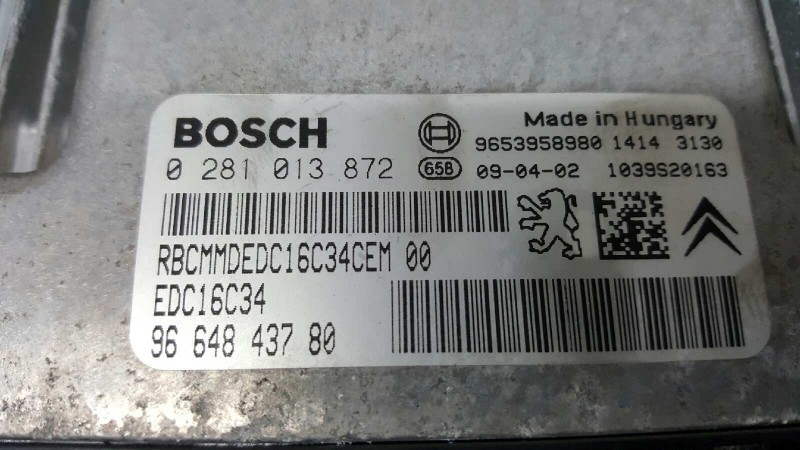 BOSCH
Made in Hungary
9653958980 1414 3130
0 281 013 872
658
09-04-02 1039S20163
RBCMMDEDC16C34CEM 00
EDC16C34
96 648 437 80